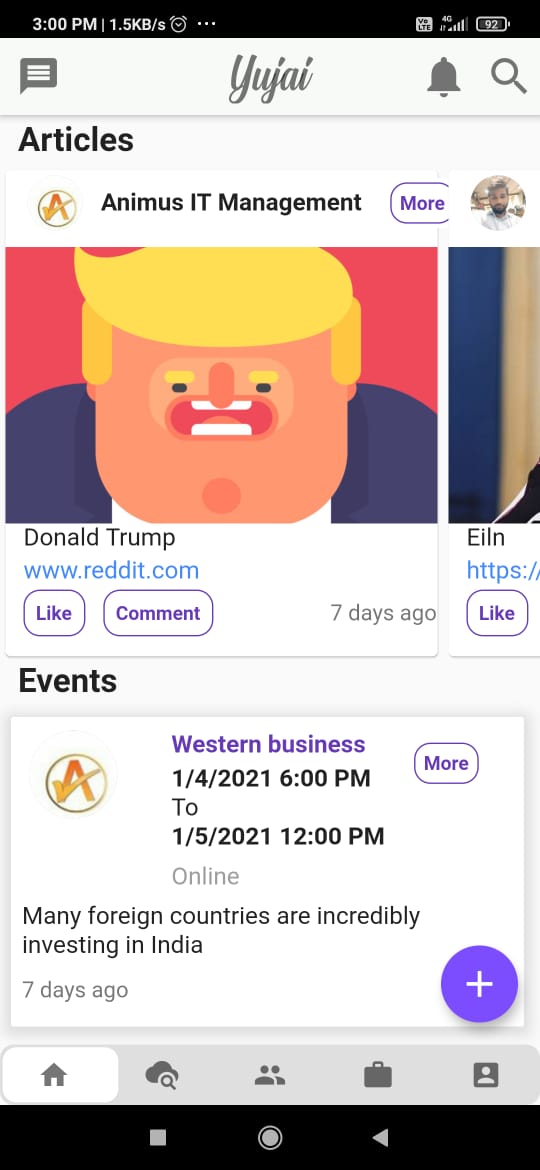 3:00 PM | 1.5KB/s ...
Vo LTE 4G 92
Yujai
Articles
Animus IT Management
More
Donald Trump
www.reddit.com
Like
Comment
7 days ago
Eiln
https://
Like
Events
Western business
More
1/4/2021 6:00 PM
To
1/5/2021 12:00 PM
Online
Many foreign countries are incredibly
investing in India
7 days ago